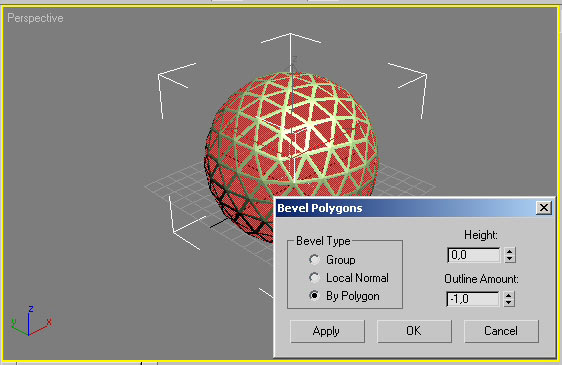 Perspective
z
Bevel Polygons
Bevel Type
Group
Local Normal
By Polygon
Height:
0,0
Outline Amount:
-1,0
Apply
OK
Cancel
z
y
x